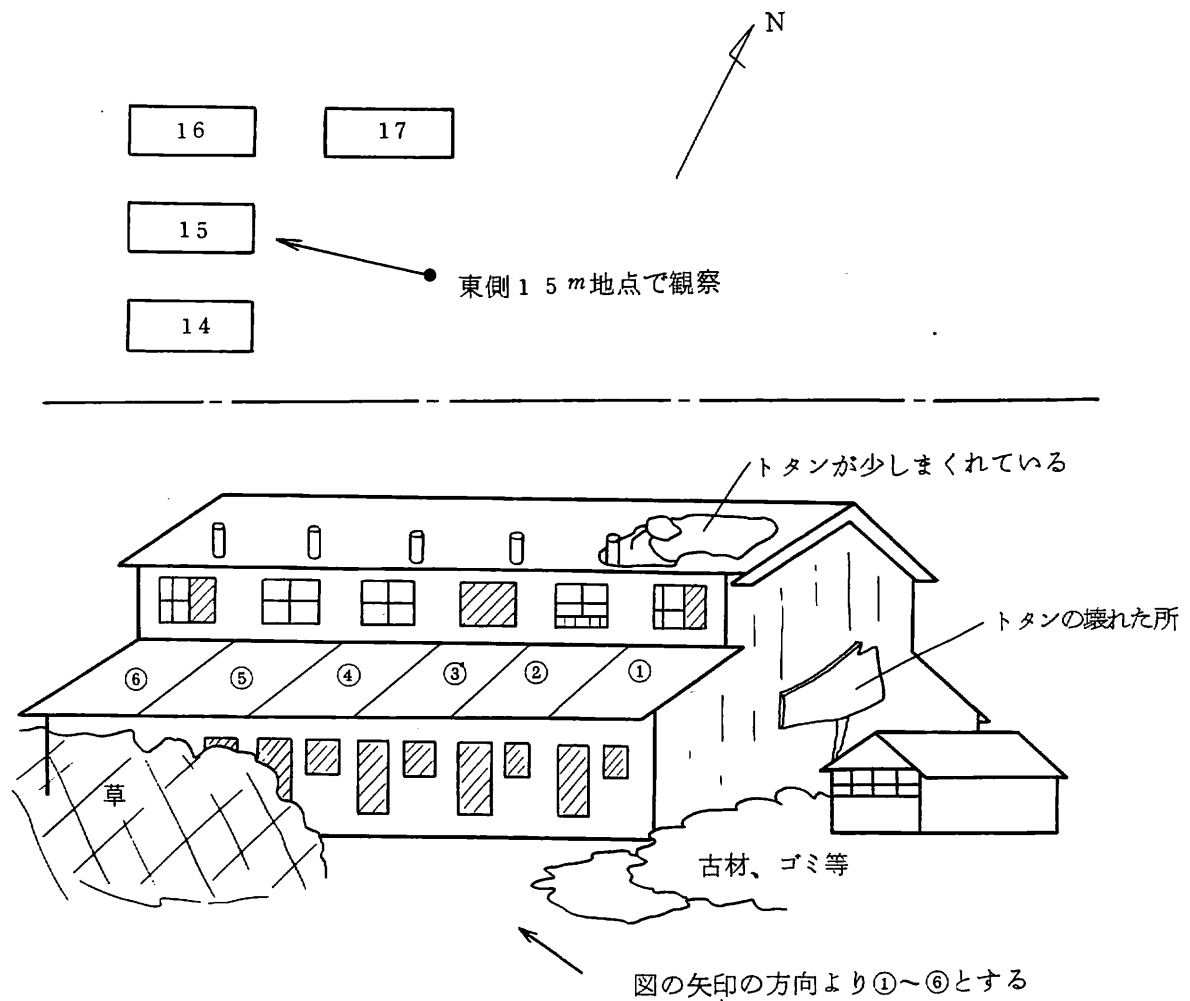 N
16 17
15
東側15m地点で観察
14
トタンが少しまくれている
トタンの壊れた所
⑥ ⑤ ④ ③ ② ①
草
古材、ゴミ等
図の矢印の方向より①~⑥とする